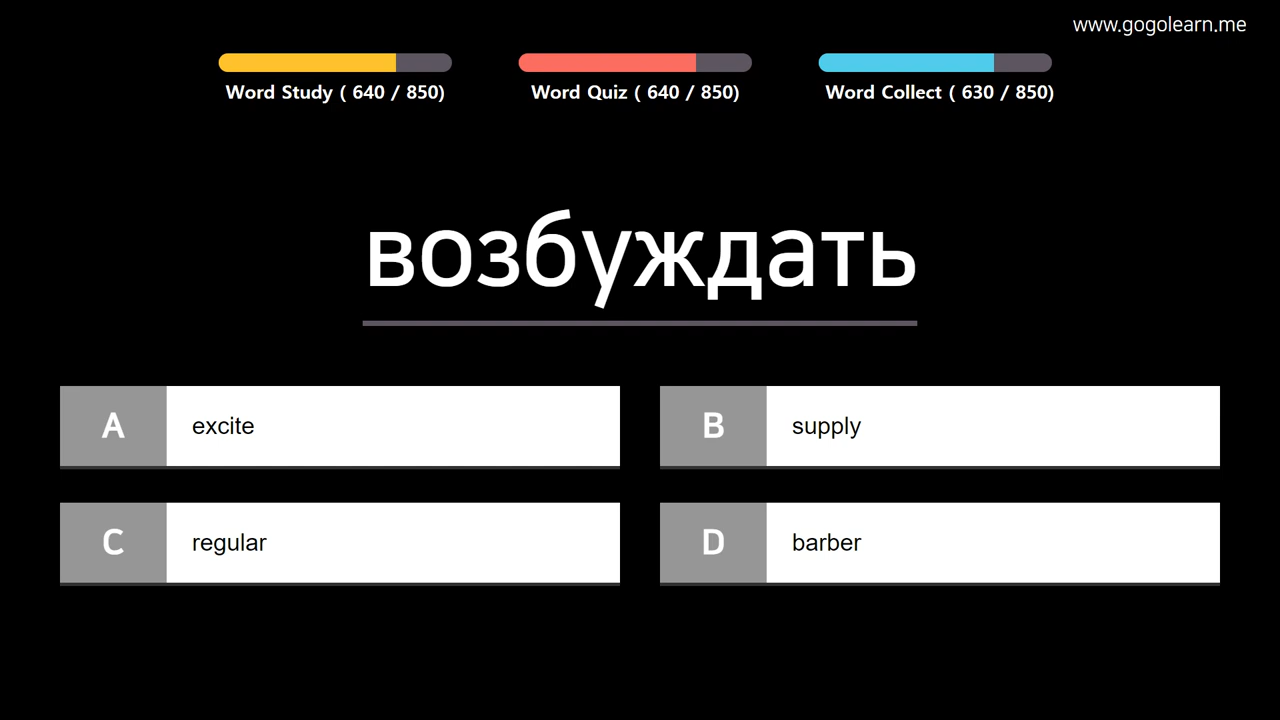 www.gogolearn.me
Word Study ( 640 / 850)
Word Quiz ( 640 / 850)
Word Collect ( 630 / 850)
возбуждать
A excite
B supply
C regular
D barber